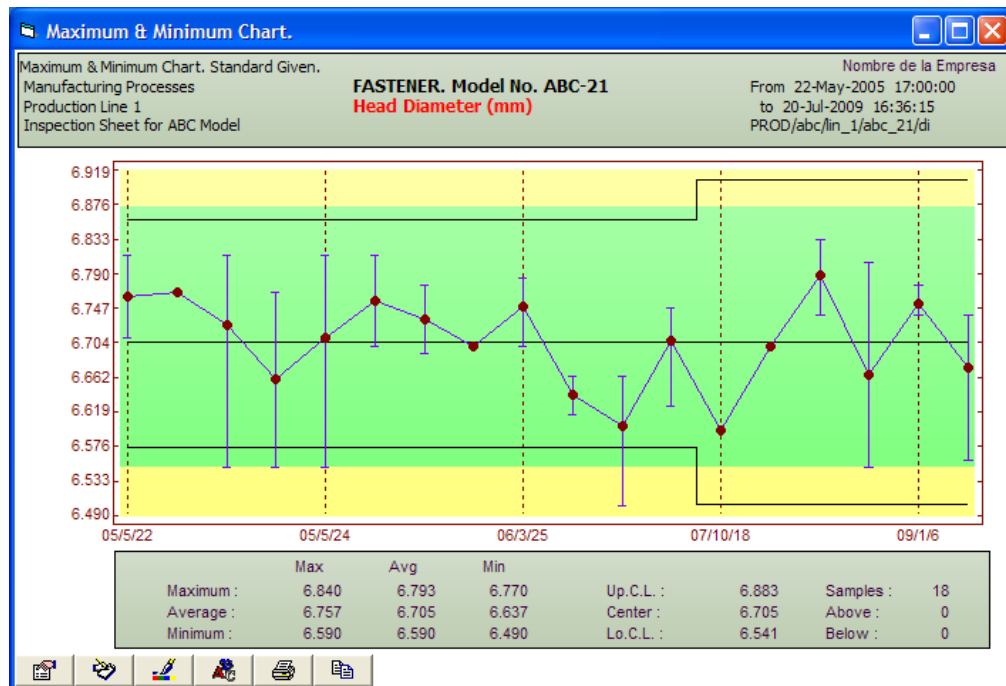 Maximum & Minimum Chart.
Maximum & Minimum Chart. Standard Given.
Manufacturing Processes
Production Line 1
Inspection Sheet for ABC Model
FASTENER. Model No. ABC-21
Head Diameter (mm)
Nombre de la Empresa
From 22-May-2005 17:00:00
to 20-Jul-2009 16:36:15
PROD/abc/lin_1/abc_21/di
6.919
6.876
6.833
6.790
6.747
6.704
6.662
6.619
6.576
6.533
6.490
05/5/22 05/5/24 06/3/25 07/10/18 09/1/6
Max Avg Min
Maximum : 6.840 6.793 6.770 Up.C.L. : 6.883 Samples : 18
Average : 6.757 6.705 6.637 Center : 6.705 Above : 0
Minimum : 6.590 6.590 6.490 Lo.C.L. : 6.541 Below : 0